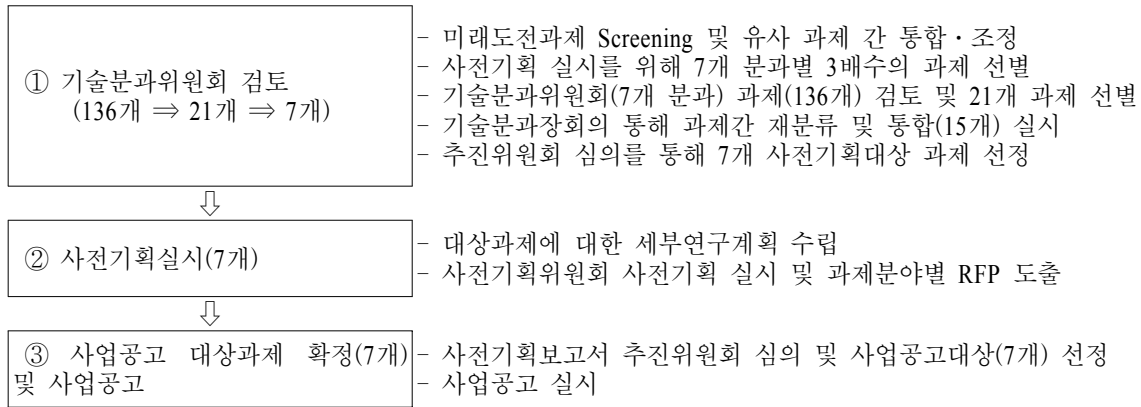 ① 기술분과위원회 검토
(136개 ⇒ 21개 ⇒ 7개)
- 미래도전과제 Screening 및 유사 과제 간 통합・조정
- 사전기획 실시를 위해 7개 분과별 3배수의 과제 선별
- 기술분과위원회(7개 분과) 과제(136개) 검토 및 21개 과제 선별
- 기술분과장회의 통해 과제간 재분류 및 통합(15개) 실시
- 추진위원회 심의를 통해 7개 사전기획대상 과제 선정
⇩
② 사전기획실시(7개)
- 대상과제에 대한 세부연구계획 수립
- 사전기획위원회 사전기획 실시 및 과제분야별 RFP 도출
⇩
③ 사업공고 대상과제 확정(7개)
및 사업공고
- 사전기획보고서 추진위원회 심의 및 사업공고대상(7개) 선정
- 사업공고 실시